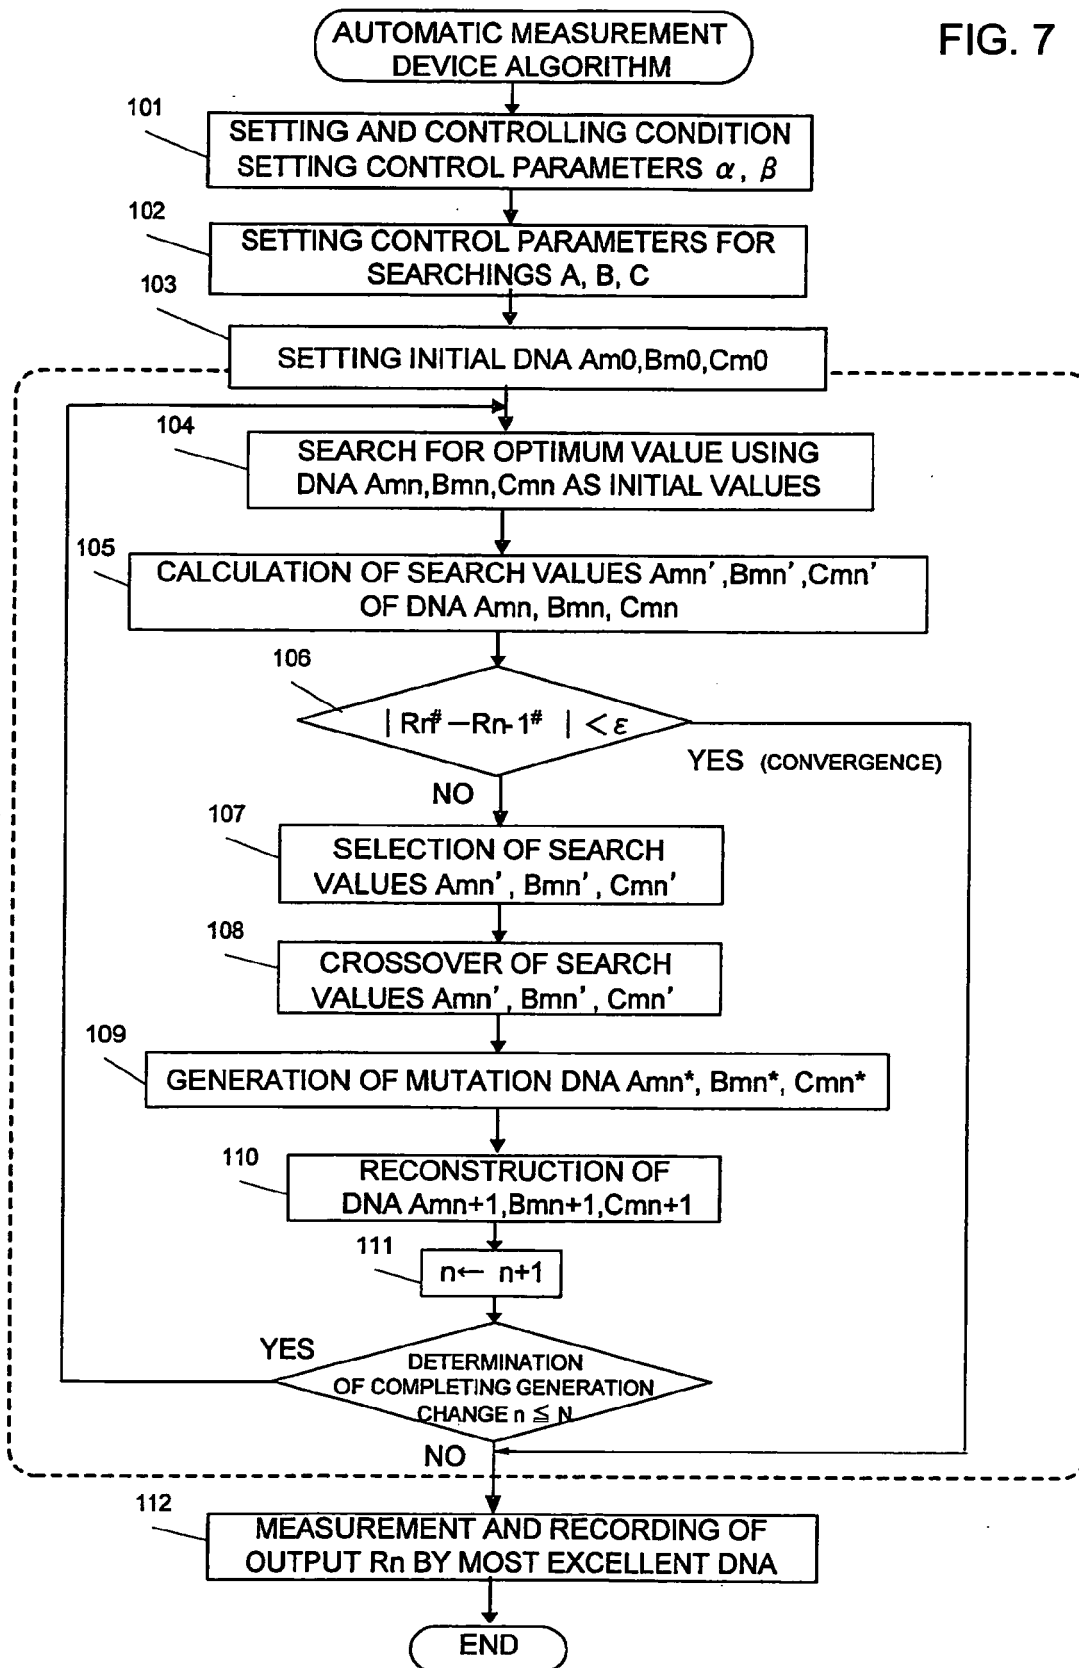 FIG. 7
AUTOMATIC MEASUREMENT
DEVICE ALGORITHM
101
SETTING AND CONTROLLING CONDITION
SETTING CONTROL PARAMETERS α, β
102
SETTING CONTROL PARAMETERS FOR
SEARCHINGS A, B, C
103
SETTING INITIAL DNA Am0,Bm0,Cm0
104
SEARCH FOR OPTIMUM VALUE USING
DNA Amn,Bmn,Cmn AS INITIAL VALUES
105
CALCULATION OF SEARCH VALUES Amn',Bmn',Cmn'
OF DNA Amn, Bmn, Cmn
106
| Rn# −Rn-1# | < ε
YES (CONVERGENCE)
NO
107
SELECTION OF SEARCH
VALUES Amn', Bmn', Cmn'
108
CROSSOVER OF SEARCH
VALUES Amn', Bmn', Cmn'
109
GENERATION OF MUTATION DNA Amn*, Bmn*, Cmn*
110
RECONSTRUCTION OF
DNA Amn+1,Bmn+1,Cmn+1
111
n← n+1
YES
DETERMINATION
OF COMPLETING GENERATION
CHANGE n ≦ N
NO
112
MEASUREMENT AND RECORDING OF
OUTPUT Rn BY MOST EXCELLENT DNA
END